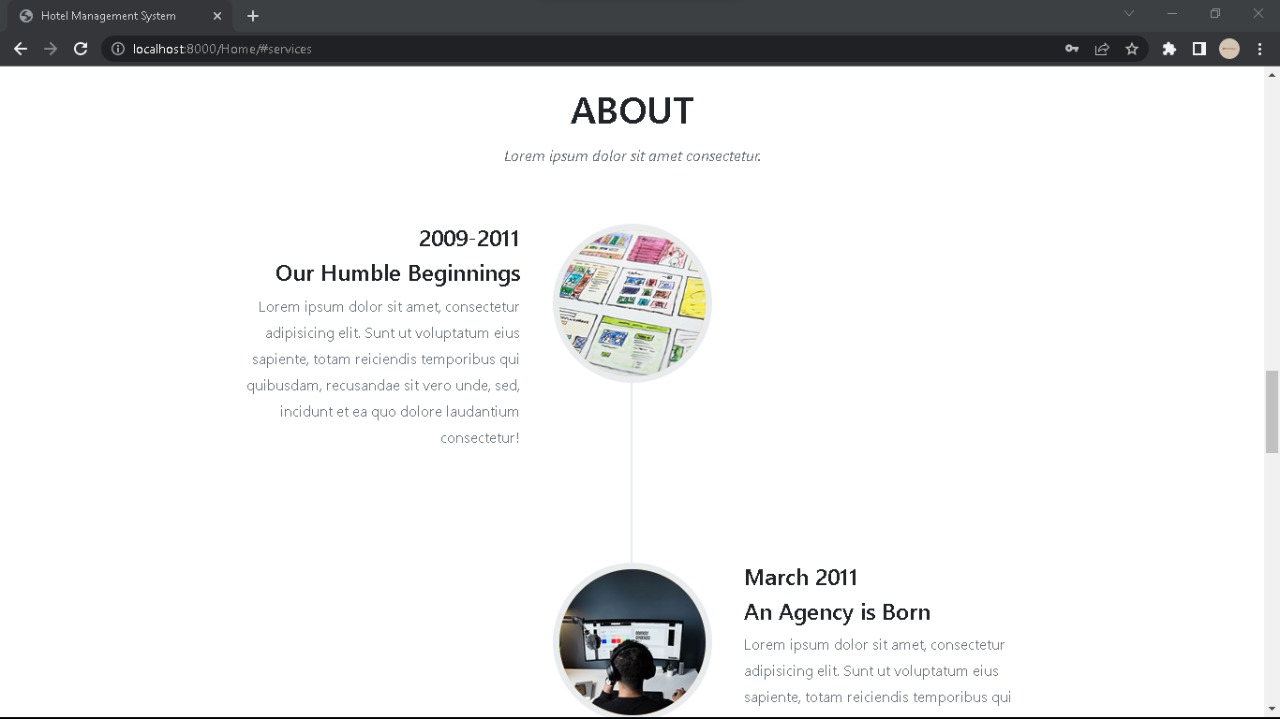 Hotel Management System
localhost:8000/Home/#services
ABOUT
Lorem ipsum dolor sit amet consectetur.
2009-2011
Our Humble Beginnings
Lorem ipsum dolor sit amet, consectetur
adipisicing elit. Sunt ut voluptatum eius
sapiente, totam reiciendis temporibus qui
quibusdam, recusandae sit vero unde, sed,
incidunt et ea quo dolore laudantium
consectetur!
March 2011
An Agency is Born
Lorem ipsum dolor sit amet, consectetur
adipisicing elit. Sunt ut voluptatum eius
sapiente, totam reiciendis temporibus qui